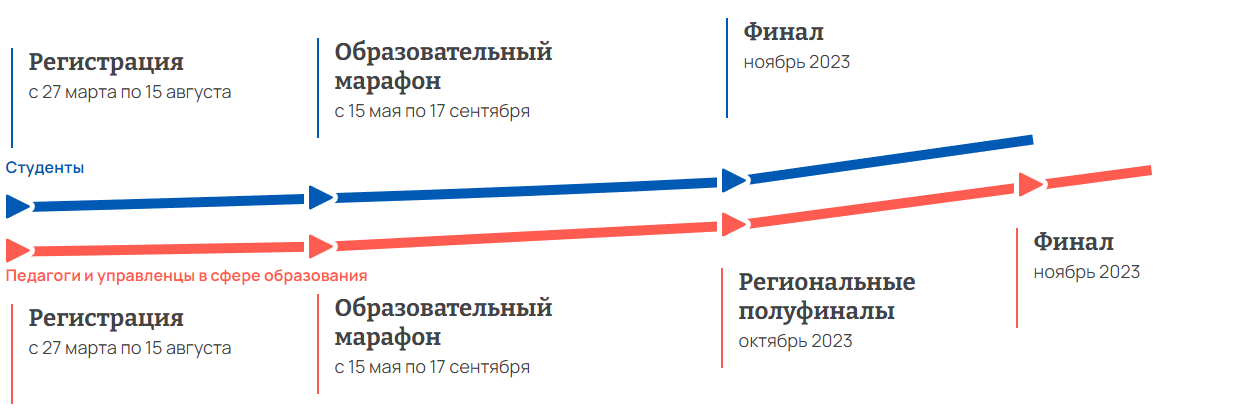 Регистрация
с 27 марта по 15 августа
Образовательный
марафон
с 15 мая по 17 сентября
Финал
ноябрь 2023
Студенты
Педагоги и управленцы в сфере образования
Регистрация
с 27 марта по 15 августа
Образовательный
марафон
с 15 мая по 17 сентября
Региональные
полуфиналы
октябрь 2023
Финал
ноябрь 2023